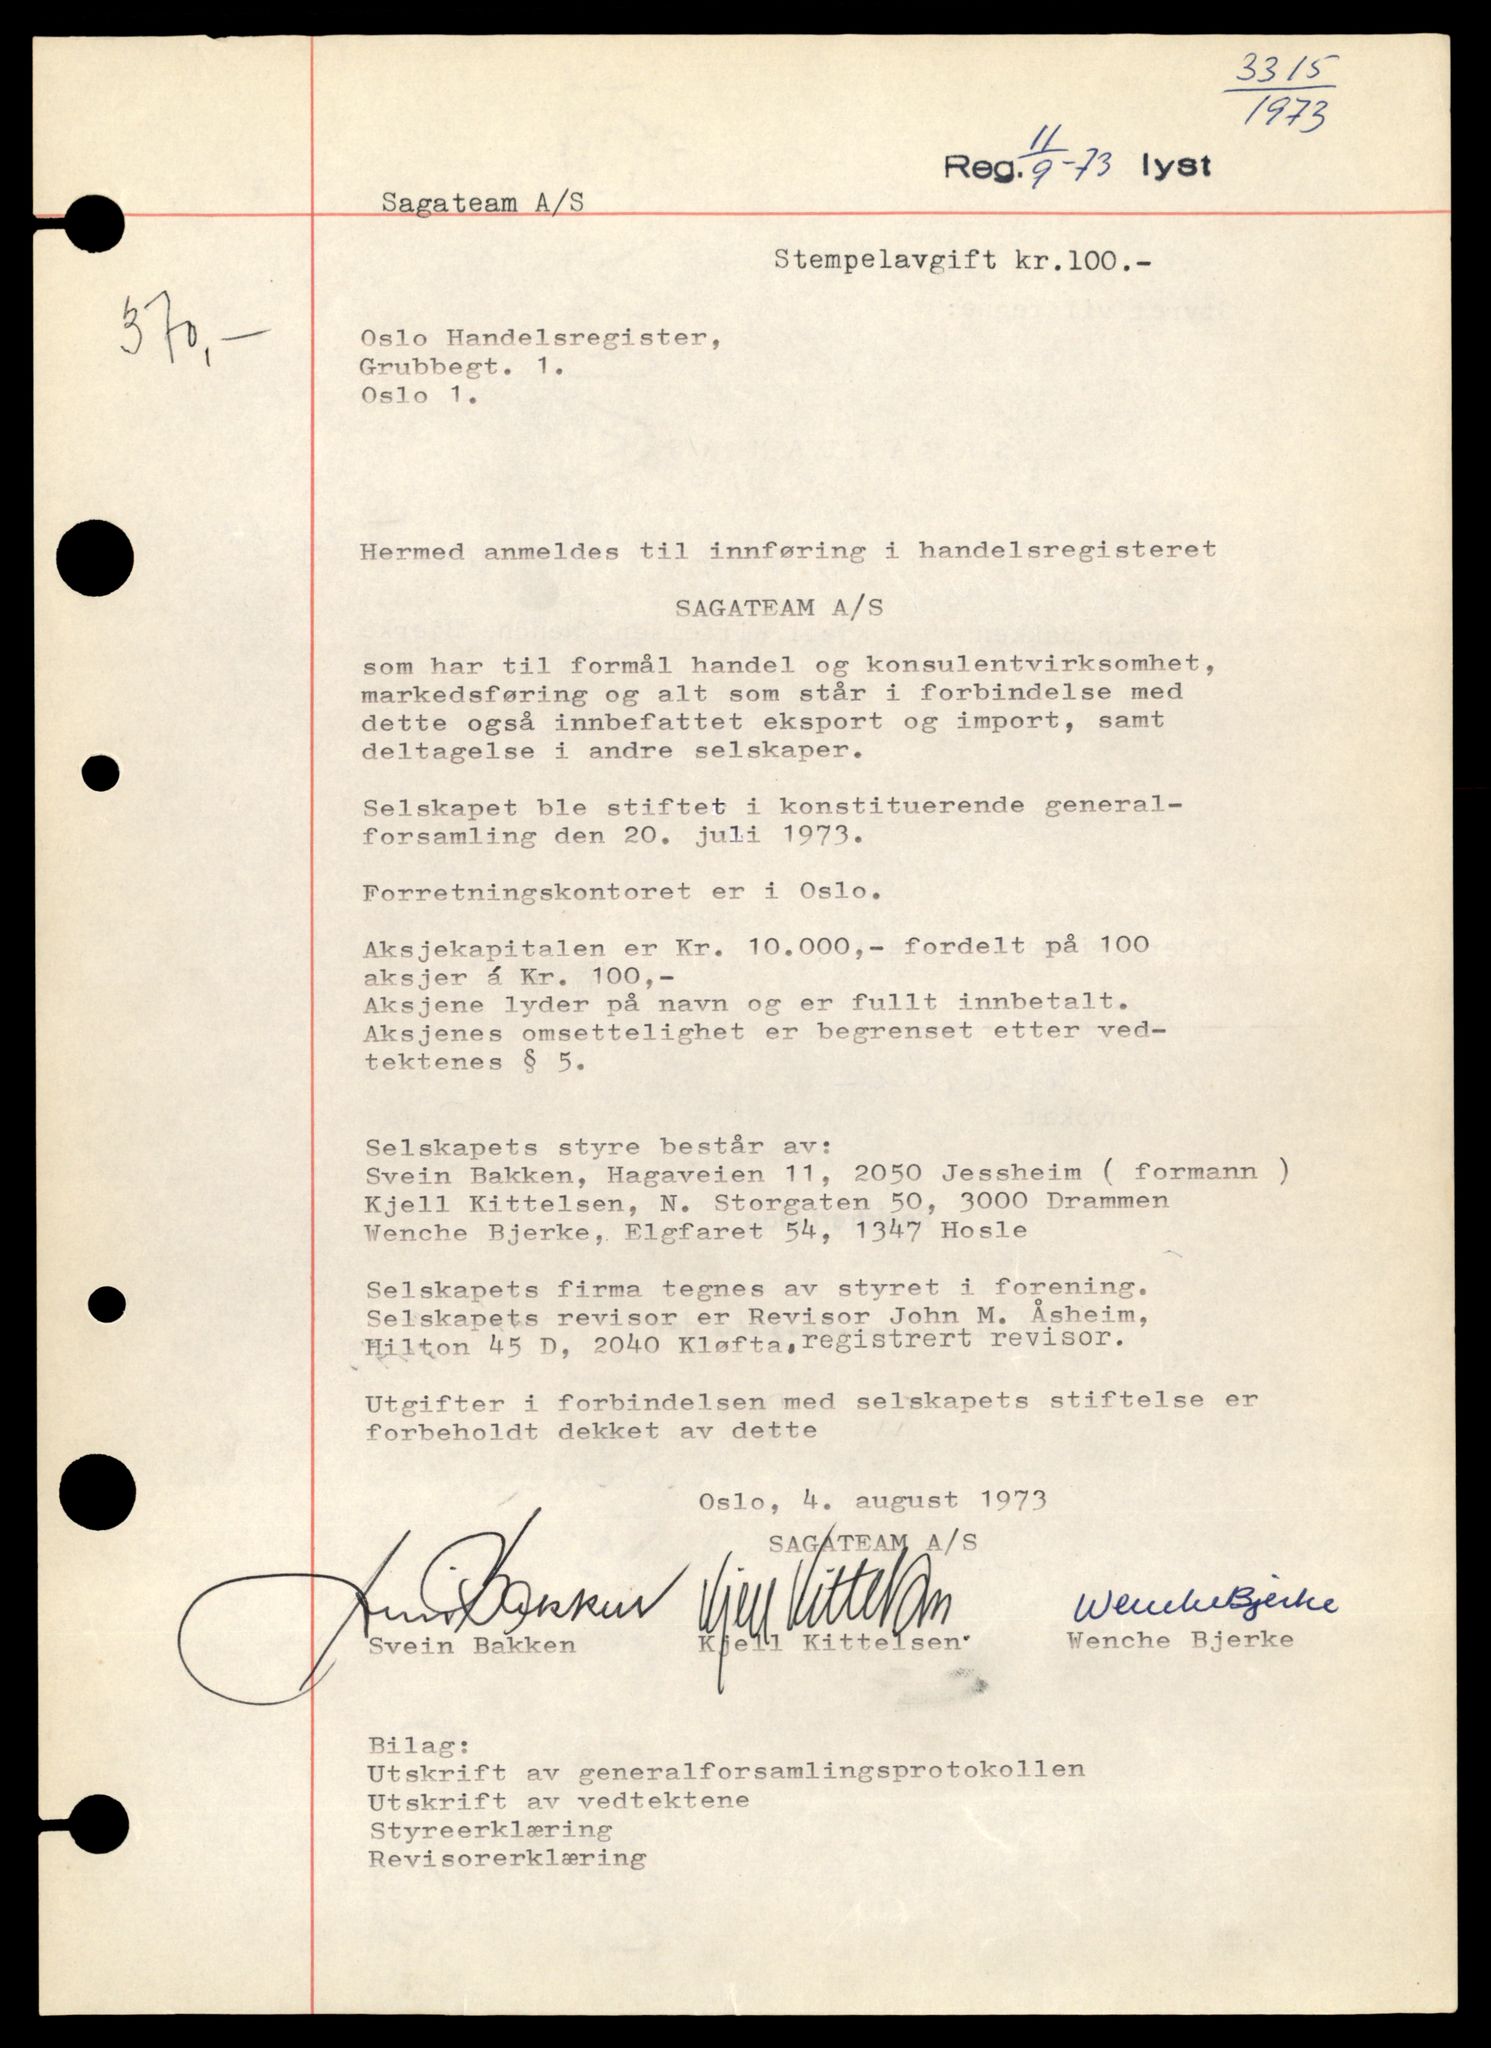 3315
1973
Reg. 11/9-73 lyst
Sagateam A/S
Stempelavgift kr.100.-
370,-
Oslo Handelsregister,
Grubbegt. 1.
Oslo 1.
Hermed anmeldes til innføring i handelsregisteret
SAGATEAM A/S
som har til formål handel og konsulentvirksomhet,
markedsføring og alt som står i forbindelse med
dette også innbefattet eksport og import, samt
deltagelse i andre selskaper.
Selskapet ble stiftet i konstituerende general-
forsamling den 20. juli 1973.
Forretningskontoret er i Oslo.
Aksjekapitalen er Kr. 10.000,- fordelt på 100
aksjer á Kr. 100,-
Aksjene lyder på navn og er fullt innbetalt.
Aksjenes omsettelighet er begrenset etter ved-
tektenes § 5.
Selskapets styre består av:
Svein Bakken, Hagaveien 11, 2050 Jessheim ( formann )
Kjell Kittelsen, N. Storgaten 50, 3000 Drammen
Wenche Bjerke, Elgfaret 54, 1347 Hosle
Selskapets firma tegnes av styret i forening.
Selskapets revisor er Revisor John M. Åsheim,
Hilton 45 D, 2040 Kløfta, registrert revisor.
Utgifter i forbindelsen med selskapets stiftelse er
forbeholdt dekket av dette
Oslo, 4. august 1973
SAGATEAM A/S
Svein Bakken Kjell Kittelsen Wenche Bjerke
Svein Bakken Kjell Kittelsen Wenche Bjerke
Bilag:
Utskrift av generalforsamlingsprotokollen
Utskrift av vedtektene
Styreerklæring
Revisorerklæring